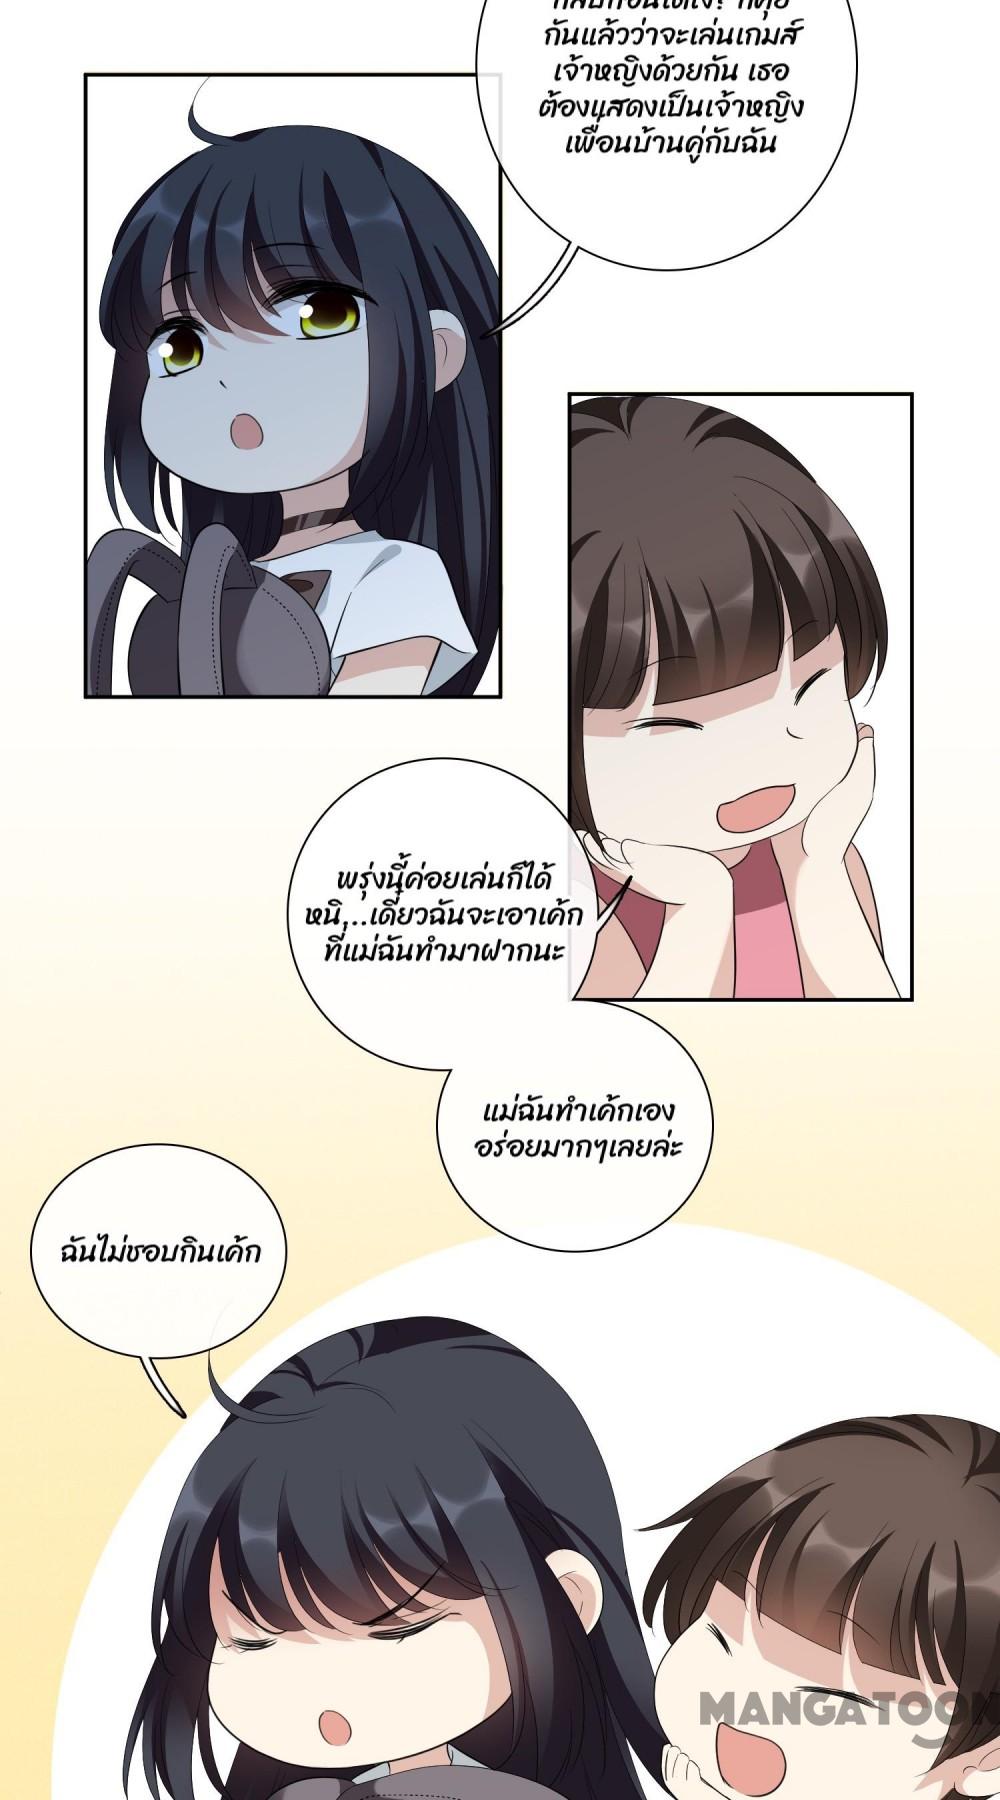 กันแล้วว่าจะเล่นเกมส์
เจ้าหญิงด้วยกัน เธอ
ต้องแสดงเป็นเจ้าหญิง
เพื่อนบ้านคู่กับฉัน
พรุ่งนี้ค่อยเล่นก็ได้
หนิ...เดี๋ยวฉันจะเอาเค้ก
ที่แม่ฉันทำมาฝากนะ
แม่ฉันทำเค้กเอง
อร่อยมากๆเลยล่ะ
ฉันไม่ชอบกินเค้ก
MANGATOON